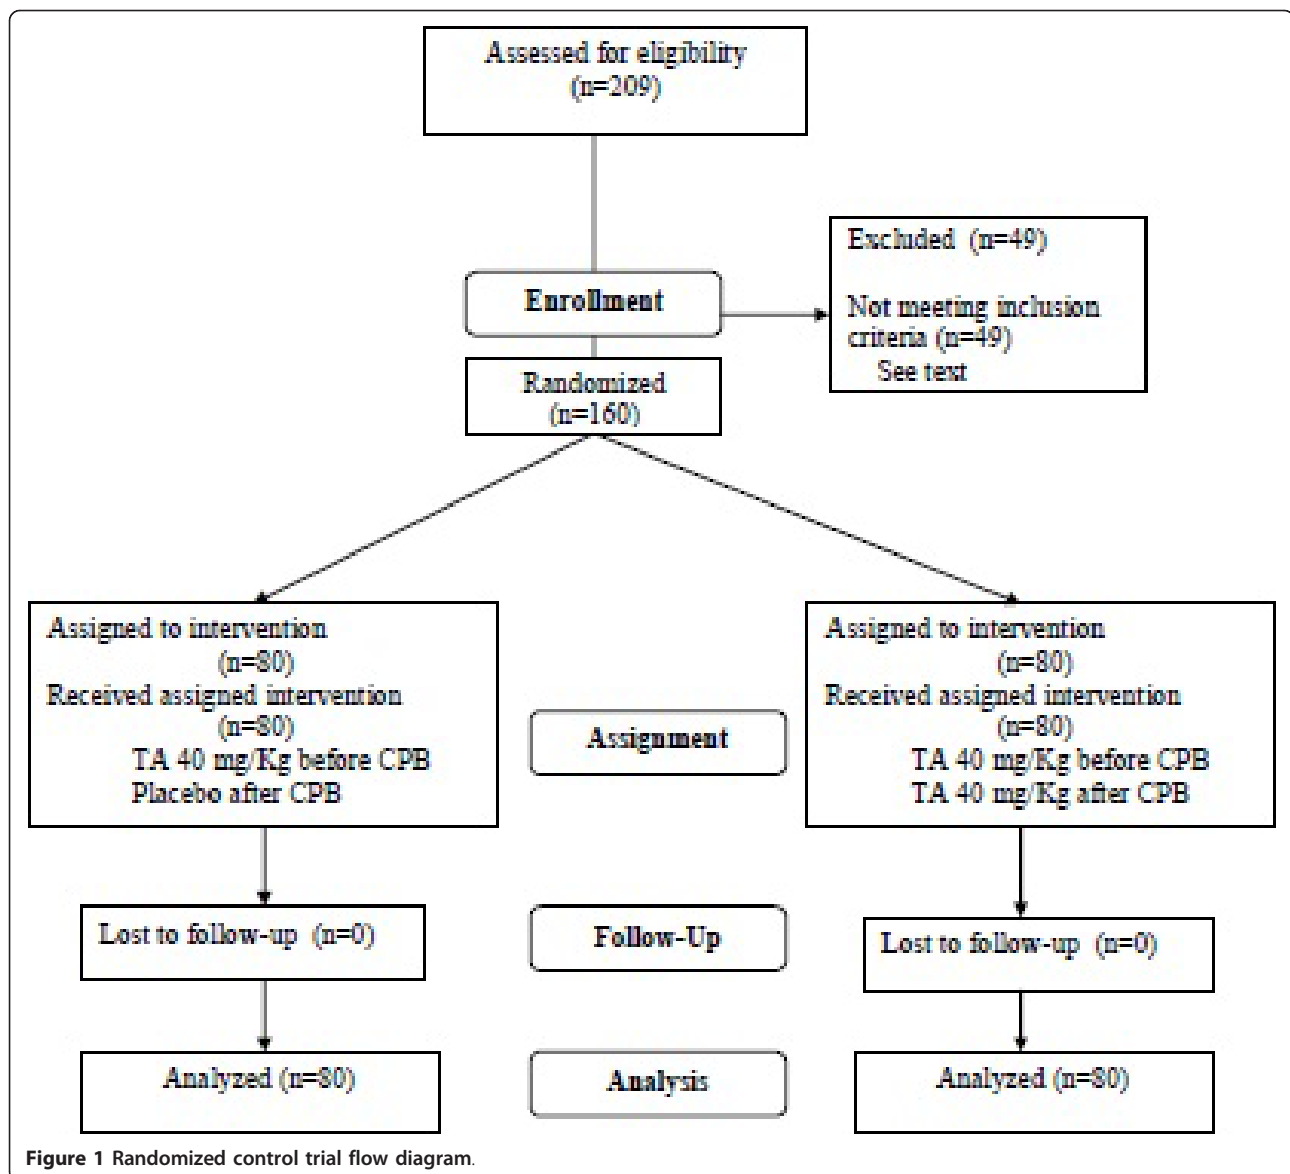 Assessed for eligibility
(n=209)
Excluded (n=49)
Not meeting inclusion
criteria (n=49)
See text
Enrollment
Randomized
(n=160)
Assigned to intervention
(n=80)
Received assigned intervention
(n=80)
TA 40 mg/Kg before CPB
Placebo after CPB
Assignment
Assigned to intervention
(n=80)
Received assigned intervention
(n=80)
TA 40 mg/Kg before CPB
TA 40 mg/Kg after CPB
Lost to follow-up (n=0)
Follow-Up
Lost to follow-up (n=0)
Analyzed (n=80)
Analysis
Analyzed (n=80)
Figure 1 Randomized control trial flow diagram.